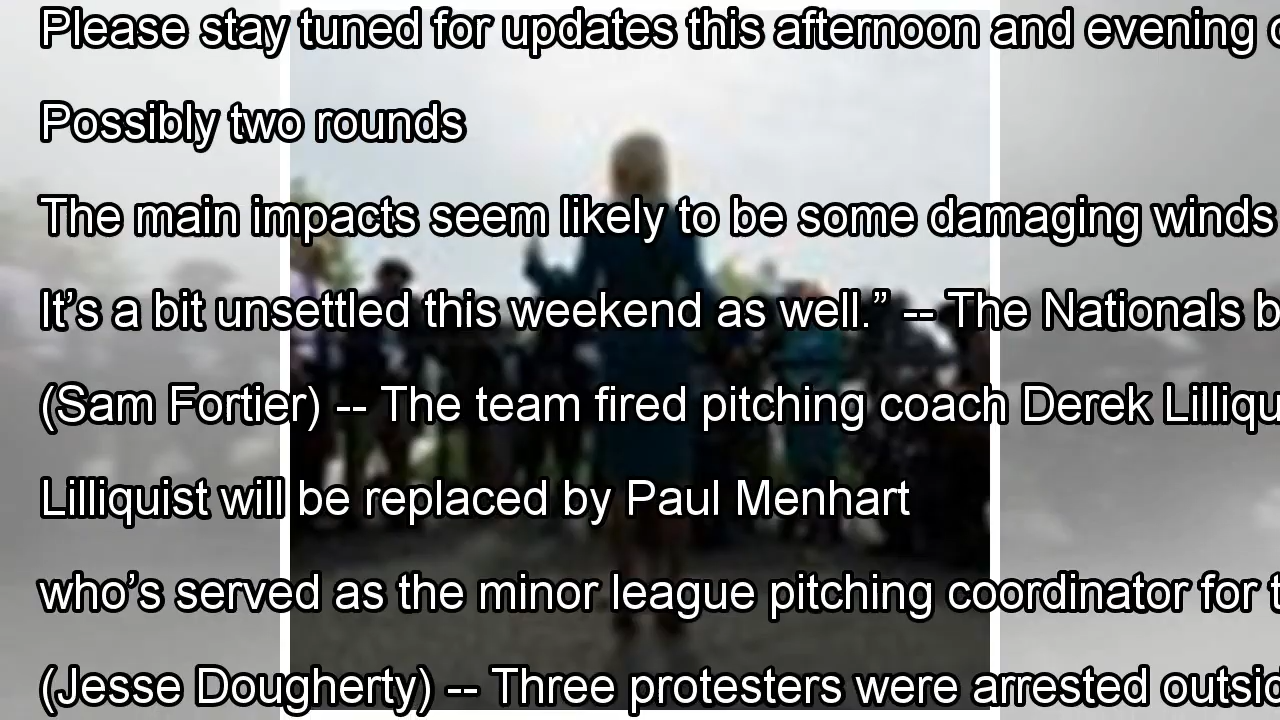 Please stay tuned for updates this afternoon and evening
Possibly two rounds
The main impacts seem likely to be some damaging winds
It’s a bit unsettled this weekend as well.” -- The Nationals
(Sam Fortier) -- The team fired pitching coach Derek
Lilliquist will be replaced by Paul Menhart
who’s served as the minor league pitching coordinator for
(Jesse Dougherty) -- Three protesters were arrested